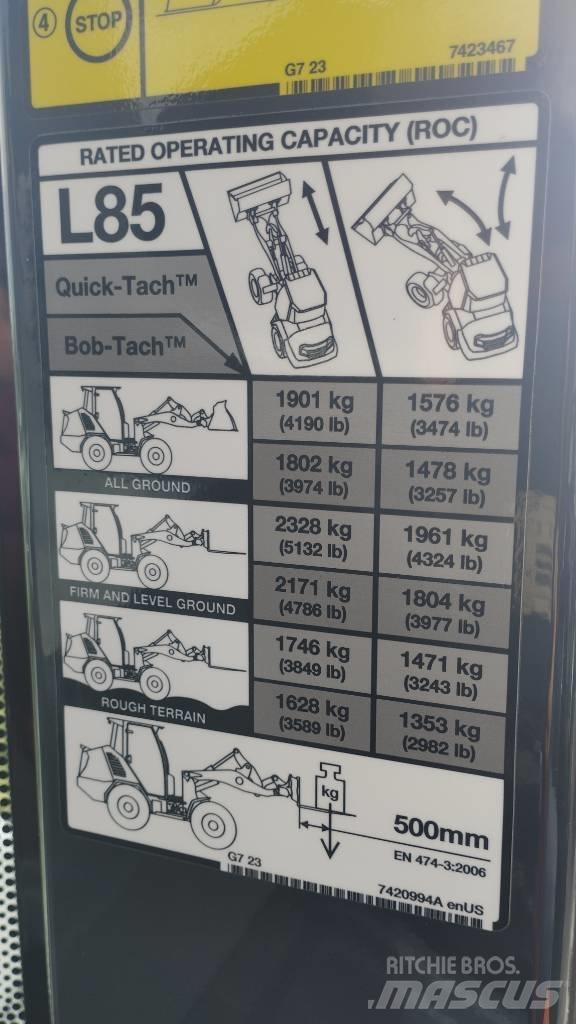 4 STOP
7423467
G7 23
RATED OPERATING CAPACITY (ROC)
L85
Quick-Tach™
Bob-Tach™
1901 kg
(4190 lb)
1576 kg
(3474 lb)
1802 kg
(3974 lb)
1478 kg
(3257 lb)
ALL GROUND
2328 kg
(5132 lb)
1961 kg
(4324 lb)
2171 kg
(4786 lb)
1804 kg
(3977 lb)
FIRM AND LEVEL GROUND
1746 kg
(3849 lb)
1471 kg
(3243 lb)
1628 kg
(3589 lb)
1353 kg
(2982 lb)
ROUGH TERRAIN
kg
500mm
EN 474-3:2006
G7 23
7420994A enUS
RITCHIE BROS.
MASCUS